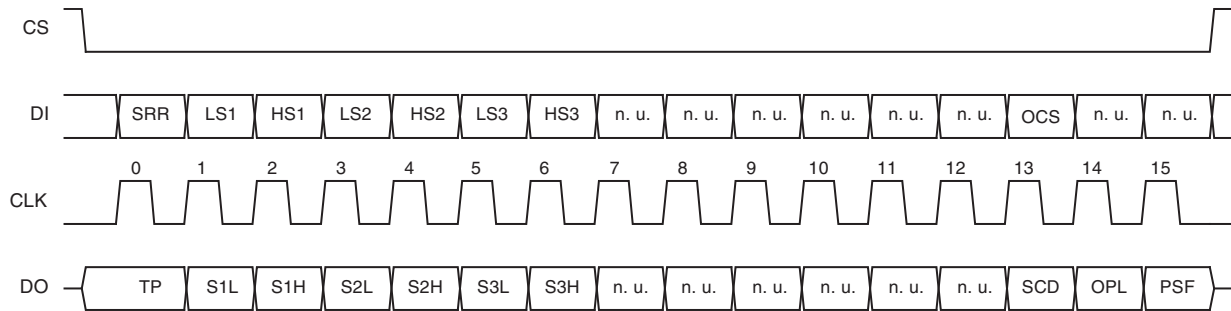 CS
DI SRR LS1 HS1 LS2 HS2 LS3 HS3 n. u. n. u. n. u. n. u. n. u. n. u. OCS n. u. n. u.
0 1 2 3 4 5 6 7 8 9 10 11 12 13 14 15
CLK
DO TP S1L S1H S2L S2H S3L S3H n. u. n. u. n. u. n. u. n. u. n. u. SCD OPL PSF